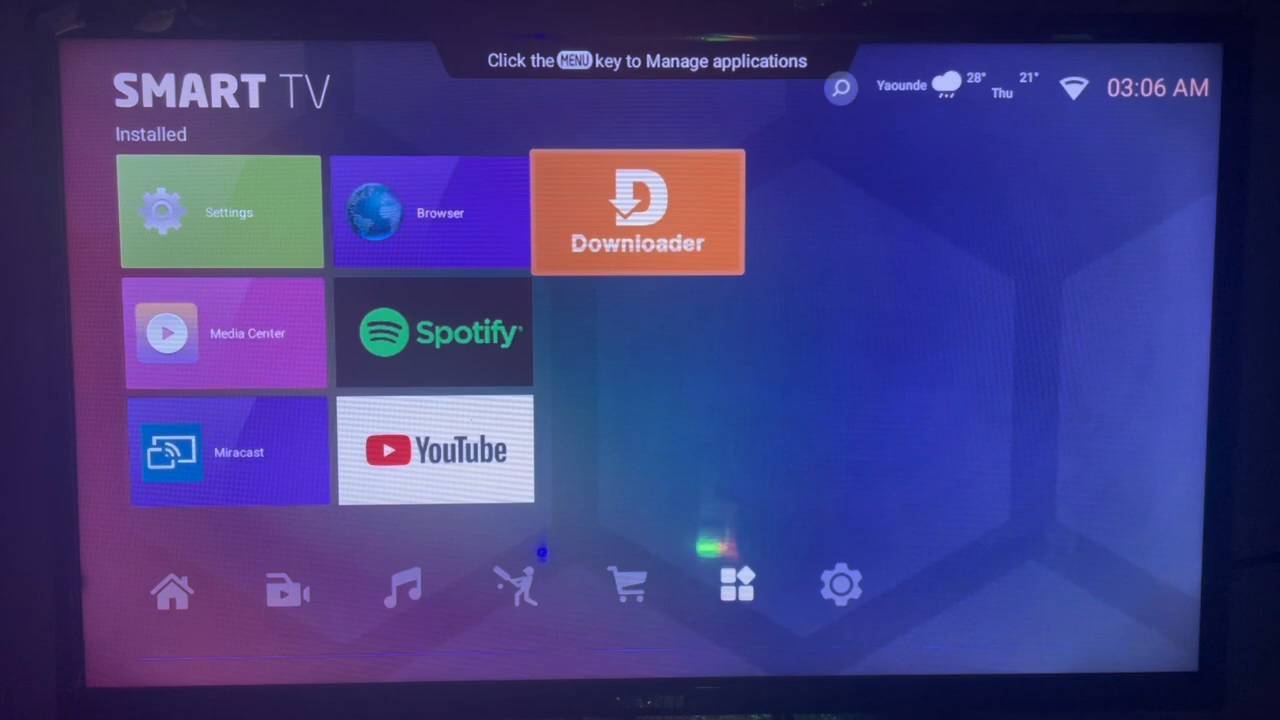 Click the MENU key to Manage applications
SMART TV
Yaounde 28° Thu 21° 03:06 AM
Installed
Settings
Browser
D
Downloader
Media Center
Spotify
Miracast
YouTube